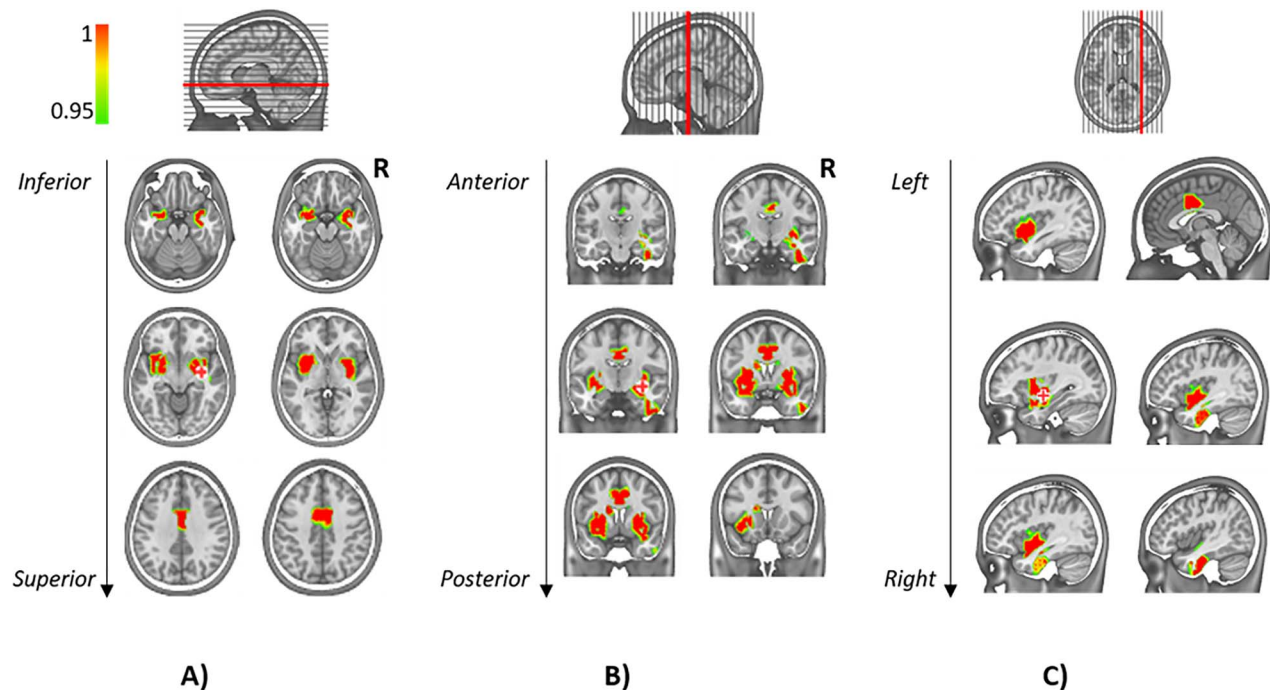 1
0.95
R
Inferior
Superior
A)
R
Anterior
Posterior
B)
Left
Right
C)